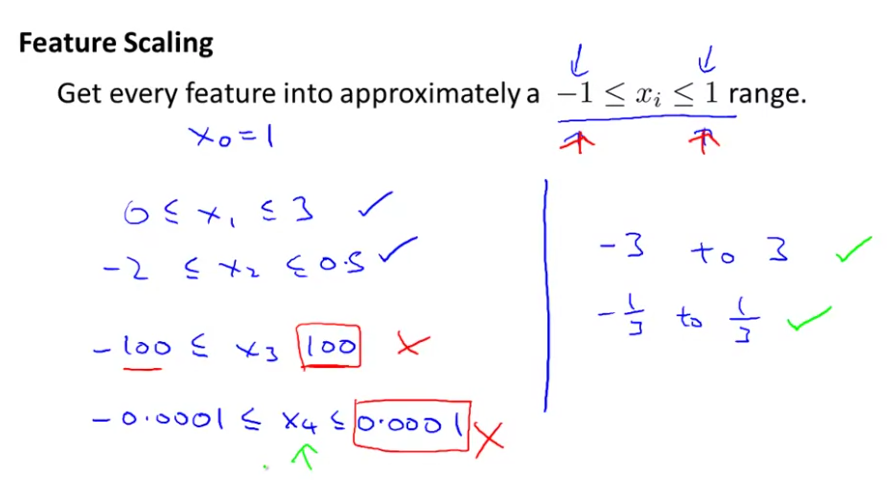 Feature Scaling
Get every feature into approximately a −1 ≤ xᵢ ≤ 1 range.
x₀ = 1
0 ≤ x₁ ≤ 3 ✓
−2 ≤ x₂ ≤ 0.5 ✓
−100 ≤ x₃ 100 ×
−0.0001 ≤ x₄ ≤ 0.0001 ×
−3 to 3 ✓
−1/3 to 1/3 ✓